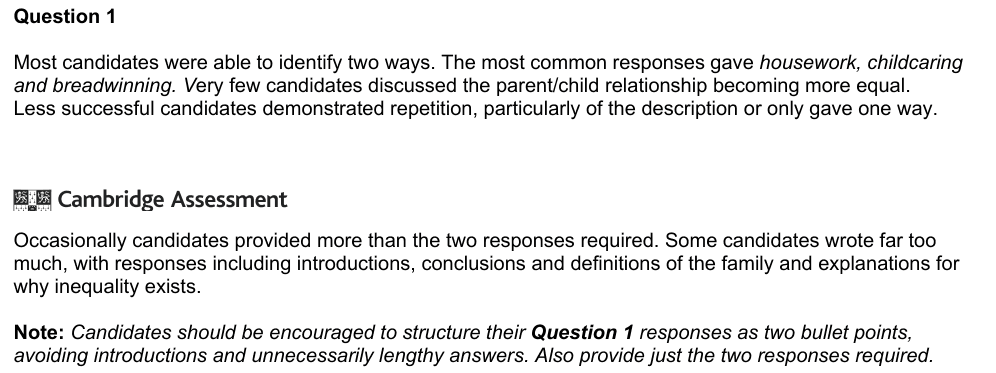 Question 1
Most candidates were able to identify two ways. The most common responses gave housework, childcaring
and breadwinning. Very few candidates discussed the parent/child relationship becoming more equal.
Less successful candidates demonstrated repetition, particularly of the description or only gave one way.
Cambridge Assessment
Occasionally candidates provided more than the two responses required. Some candidates wrote far too
much, with responses including introductions, conclusions and definitions of the family and explanations for
why inequality exists.
Note: Candidates should be encouraged to structure their Question 1 responses as two bullet points,
avoiding introductions and unnecessarily lengthy answers. Also provide just the two responses required.